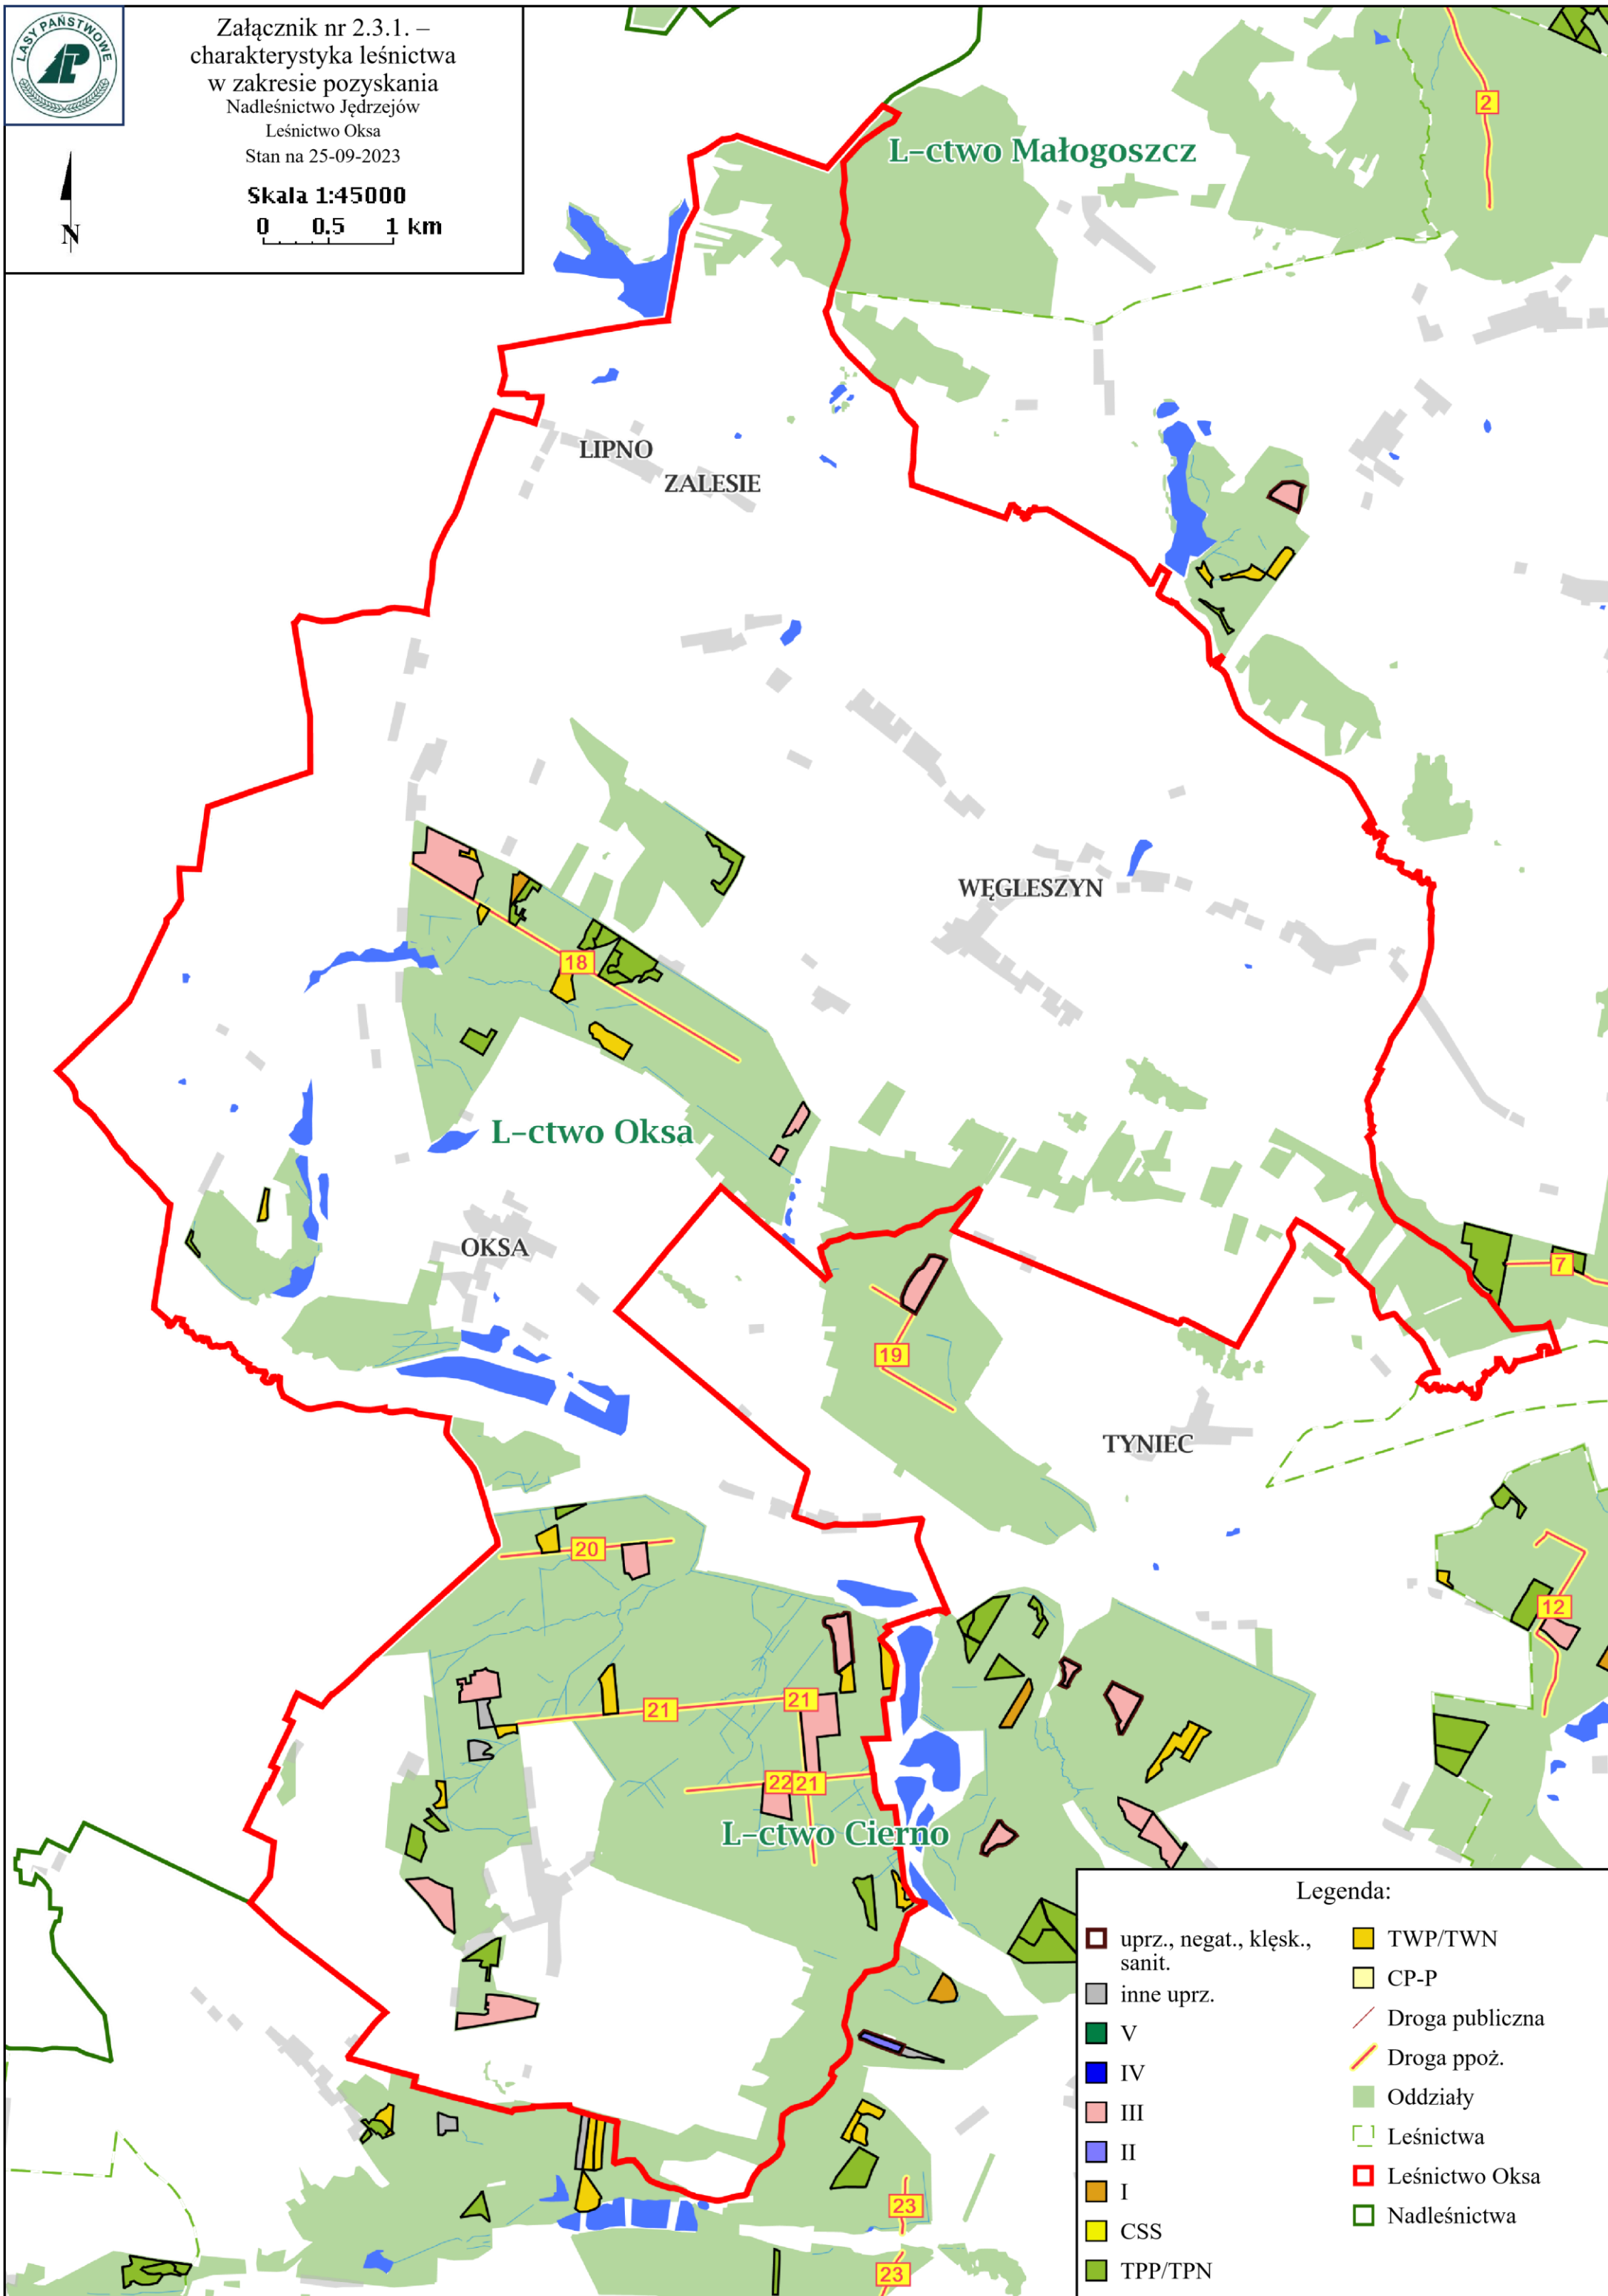 LASY PAŃSTWOWE
Załącznik nr 2.3.1. –
charakterystyka leśnictwa
w zakresie pozyskania
Nadleśnictwo Jędrzejów
Leśnictwo Oksa
Stan na 25-09-2023
Skala 1:45000
0 0.5 1 km
N
2
L-ctwo Małogoszcz
LIPNO
ZALESIE
WĘGLESZYN
18
L-ctwo Oksa
OKSA
7
19
TYNIEC
20
12
21
21
22
21
L-ctwo Cierno
23
23
Legenda:
uprz., negat., klęsk.,
sanit.
inne uprz.
V
IV
III
II
I
CSS
TPP/TPN
TWP/TWN
CP-P
Droga publiczna
Droga ppoż.
Oddziały
Leśnictwa
Leśnictwo Oksa
Nadleśnictwa